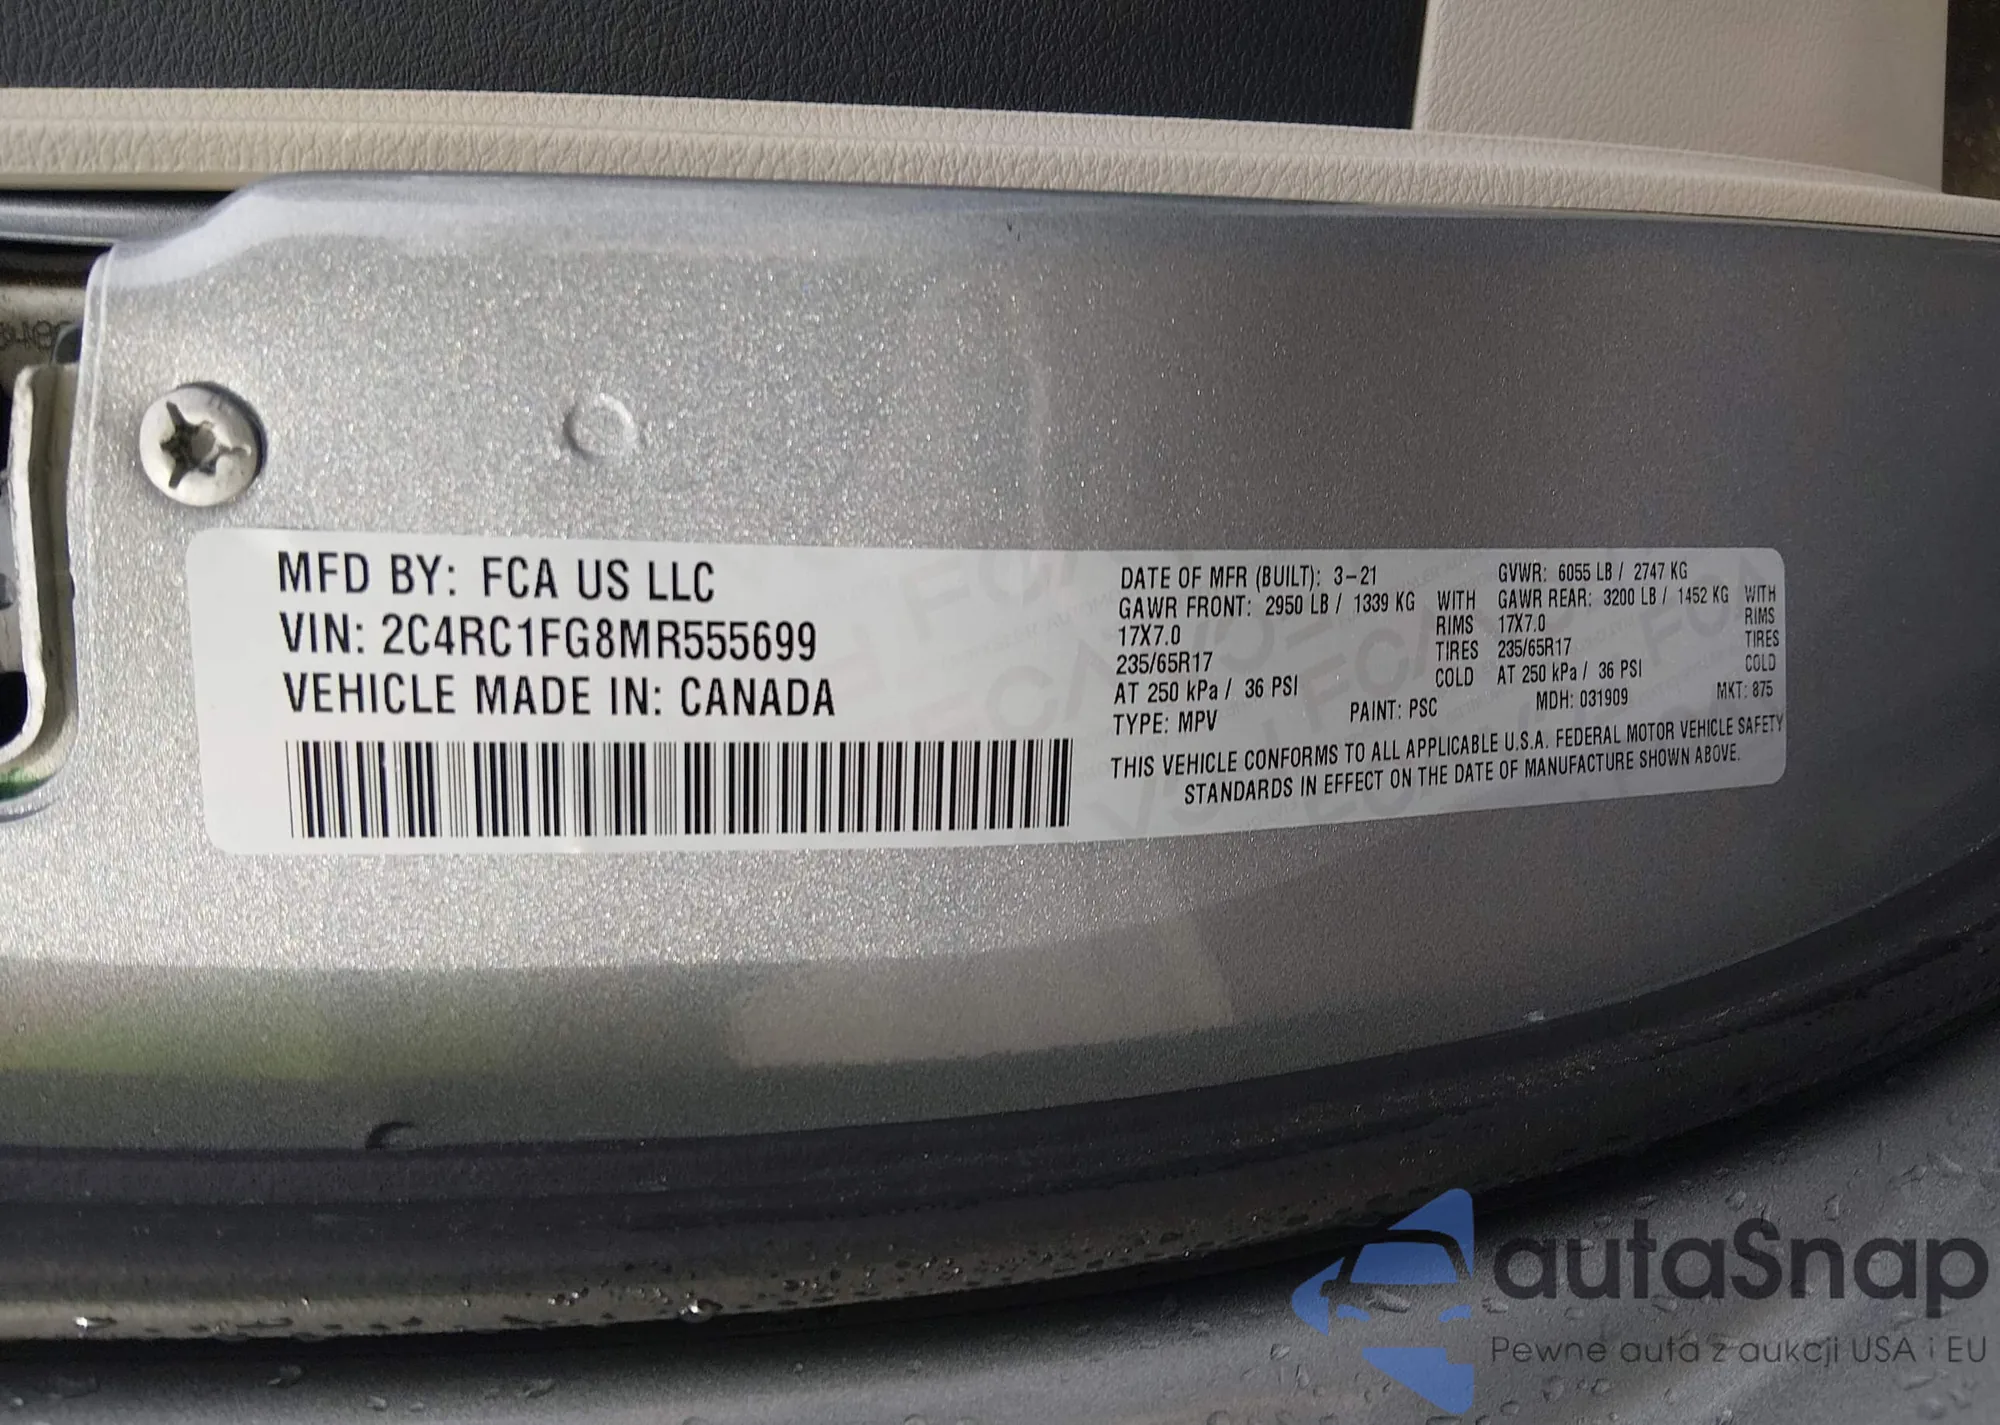 MFD BY: FCA US LLC
VIN: 2C4RC1FG8MR555699
VEHICLE MADE IN: CANADA
DATE OF MFR (BUILT): 3-21
GVWR: 6055 LB / 2747 KG
GAWR FRONT: 2950 LB / 1339 KG WITH
GAWR REAR: 3200 LB / 1452 KG WITH
17X7.0 RIMS
17X7.0 RIMS
235/65R17 TIRES
235/65R17 TIRES
AT 250 kPa / 36 PSI COLD
AT 250 kPa / 36 PSI COLD
TYPE: MPV PAINT: PSC MDH: 031909 MKT: 875
THIS VEHICLE CONFORMS TO ALL APPLICABLE U.S.A. FEDERAL MOTOR VEHICLE SAFETY
STANDARDS IN EFFECT ON THE DATE OF MANUFACTURE SHOWN ABOVE.
autaSnap
Pewne auta z aukcji USA i EU